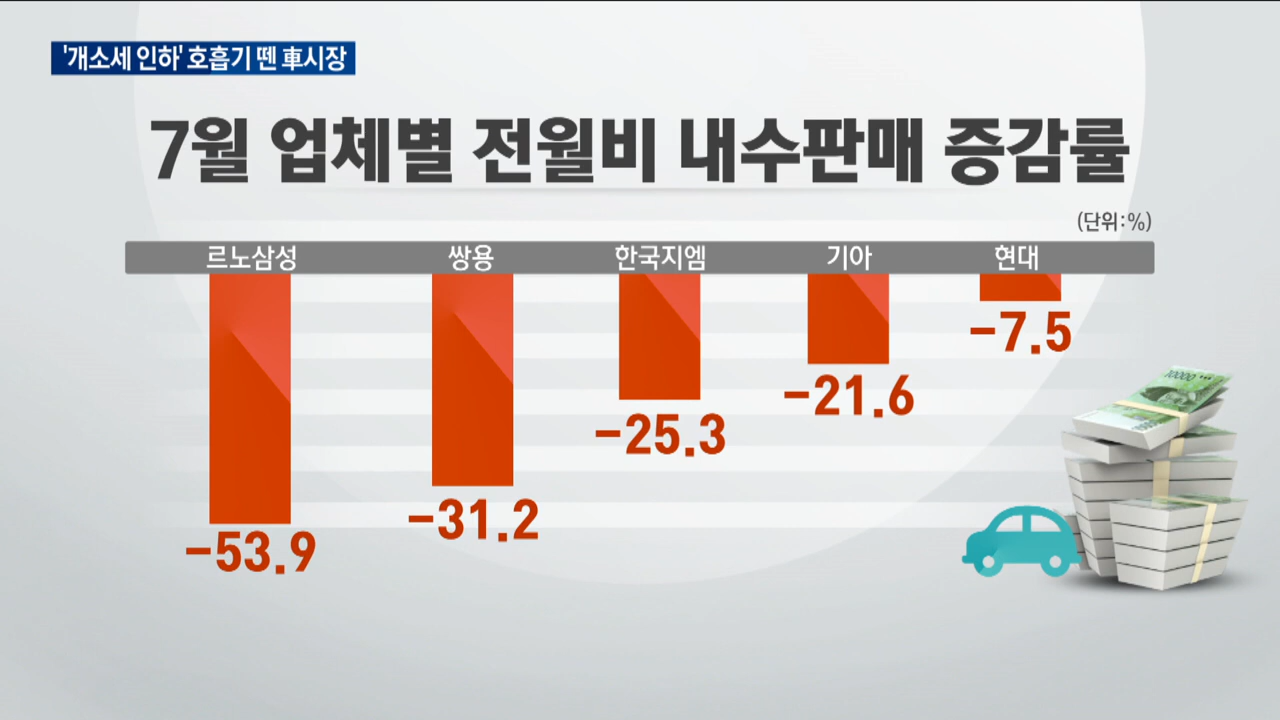 '개소세 인하' 호흡기 뗀 車시장
7월 업체별 전월비 내수판매 증감률
(단위:%)
르노삼성 쌍용 한국지엠 기아 현대
-7.5
-21.6
-25.3
-31.2
-53.9
10000